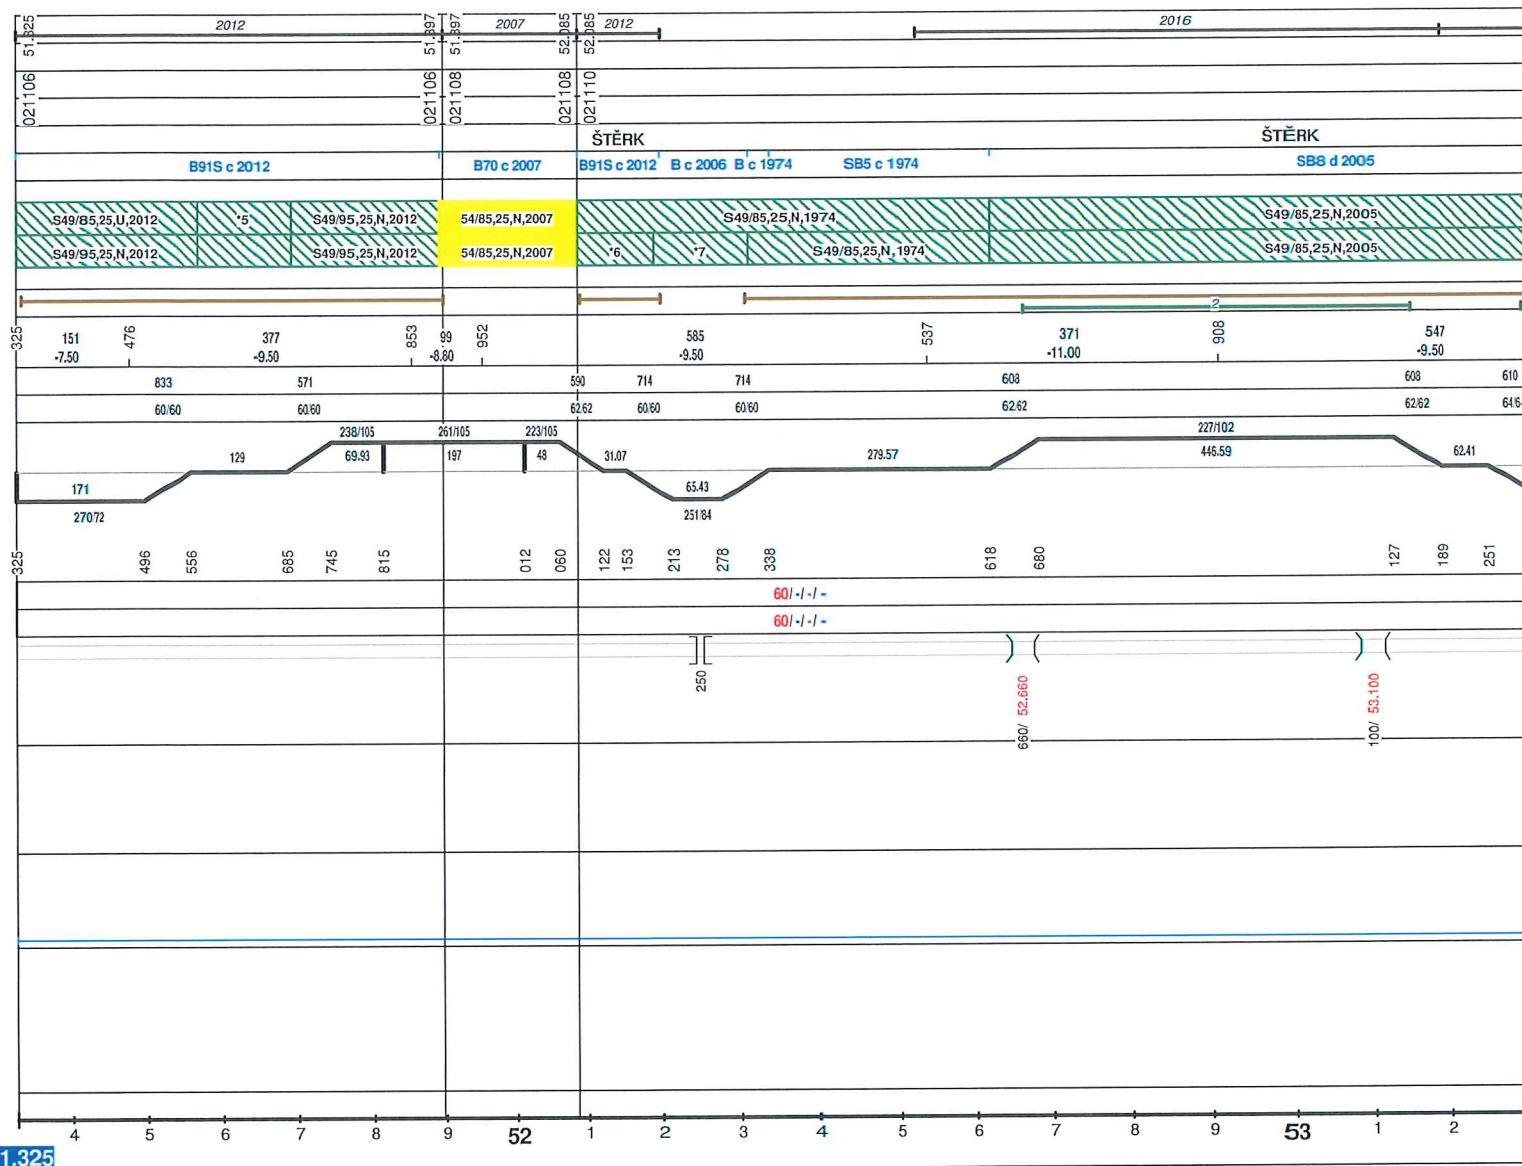 2012 2007 2012 2016
51.325 51.897 51.897 52.085 52.085
021106 021106 021108 021108 021110
ŠTĚRK ŠTĚRK
B91S c 2012 B70 c 2007 B91S c 2012 B c 2006 B c 1974 SB5 c 1974 SB8 d 2005
S49/85,25,U,2012 *5 S49/95,25,N,2012 54/85,25,N,2007 S49/85,25,N,1974 S49/85,25,N,2005
S49/95,25,N,2012 S49/95,25,N,2012 54/85,25,N,2007 *6 *7 S49/85,25,N,1974 S49/85,25,N,2005
2
325 151 476 377 853 99 952 585 537 371 908 547
-7.50 -9.50 -8.80 -9.50 -11.00 -9.50
833 571 590 714 714 608 608 610
60/60 60/60 62/62 60/60 60/60 62/62 62/62
238/105 261/105 223/105 227/102
129 69.93 197 48 31.07 279.57 446.59 62.41
171 65.43
270/72 251/84
325 496 556 685 745 815 012 060 122 153 213 278 338 618 680 127 189 251
60/-/-/-
60/-/-/-
250 660/ 52.660 100/ 53.100
4 5 6 7 8 9 52 1 2 3 4 5 6 7 8 9 53 1 2
1.325